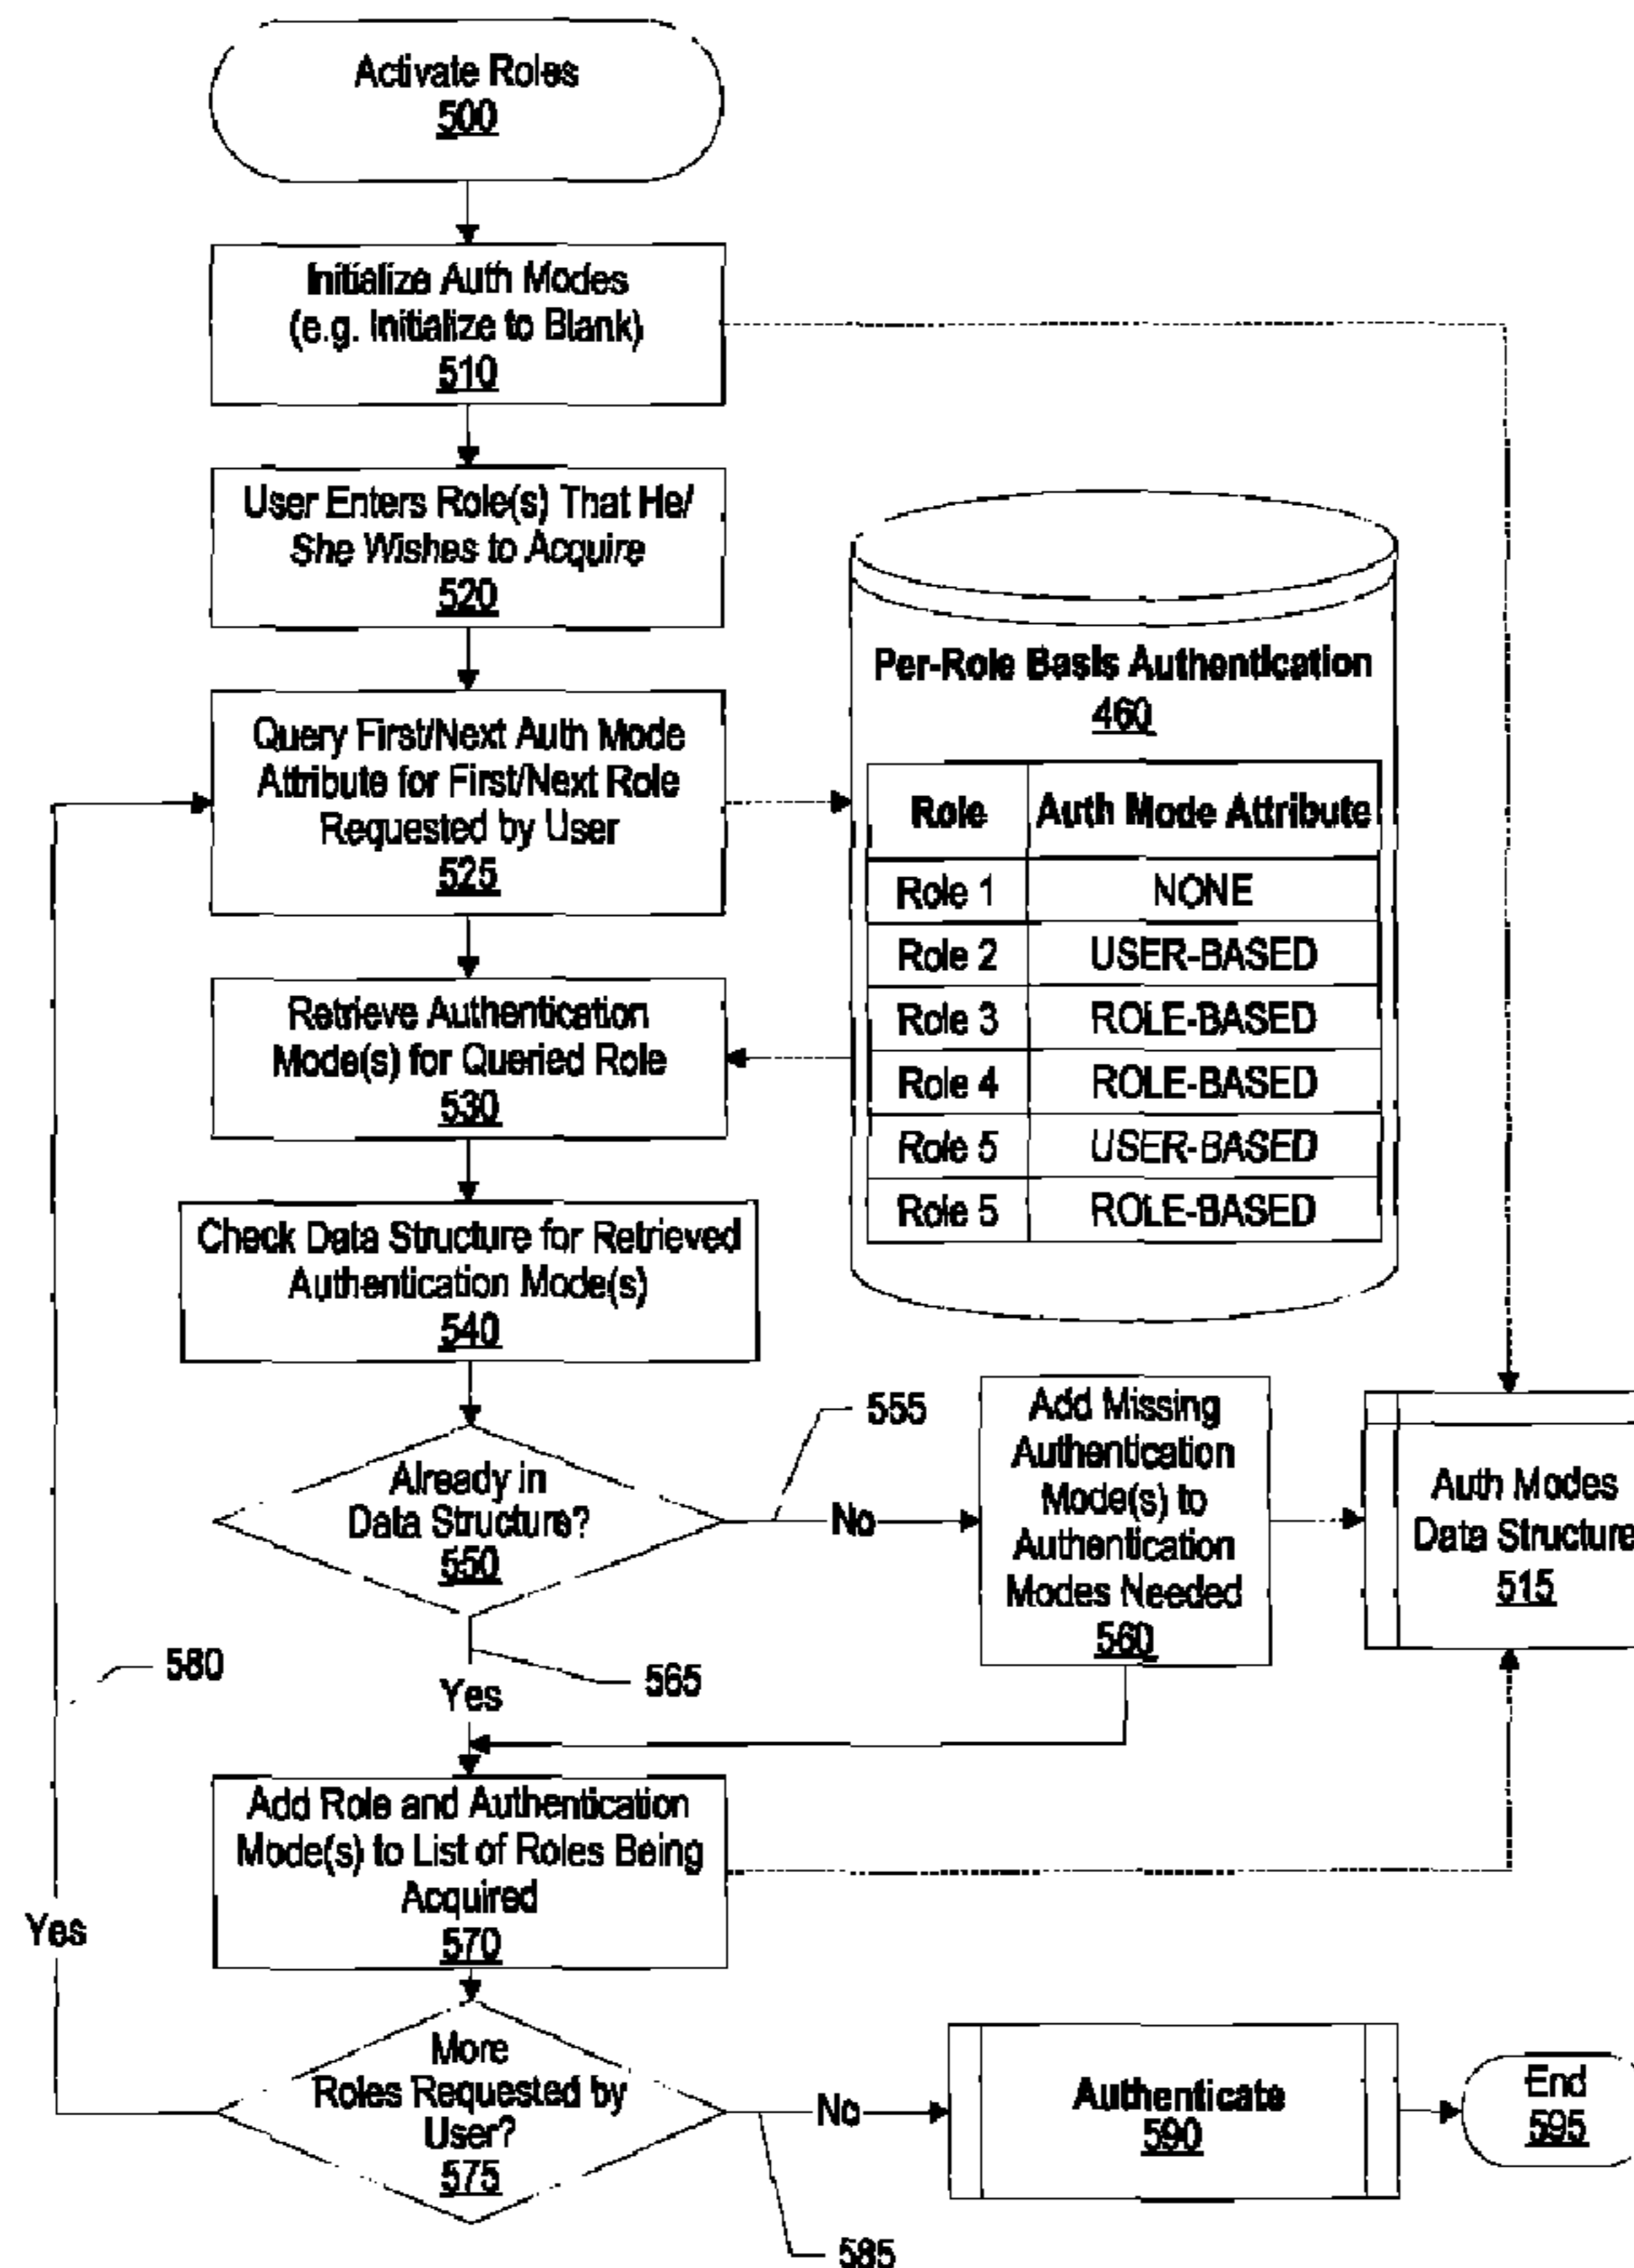 Activate Roles
500
Initialize Auth Modes
(e.g. Initialize to Blank)
510
User Enters Role(s) That He/
She Wishes to Acquire
520
Query First/Next Auth Mode
Attribute for First/Next Role
Requested by User
525
Per-Role Basis Authentication
460
Role Auth Mode Attribute
Role 1 NONE
Role 2 USER-BASED
Role 3 ROLE-BASED
Role 4 ROLE-BASED
Role 5 USER-BASED
Role 5 ROLE-BASED
Retrieve Authentication
Mode(s) for Queried Role
530
Check Data Structure for Retrieved
Authentication Mode(s)
540
Already in
Data Structure?
550
555
No
Add Missing
Authentication
Mode(s) to
Authentication
Modes Needed
560
Auth Modes
Data Structure
515
580
565
Yes
Add Role and Authentication
Mode(s) to List of Roles Being
Acquired
570
Yes
More
Roles Requested by
User?
575
No
585
Authenticate
590
End
595